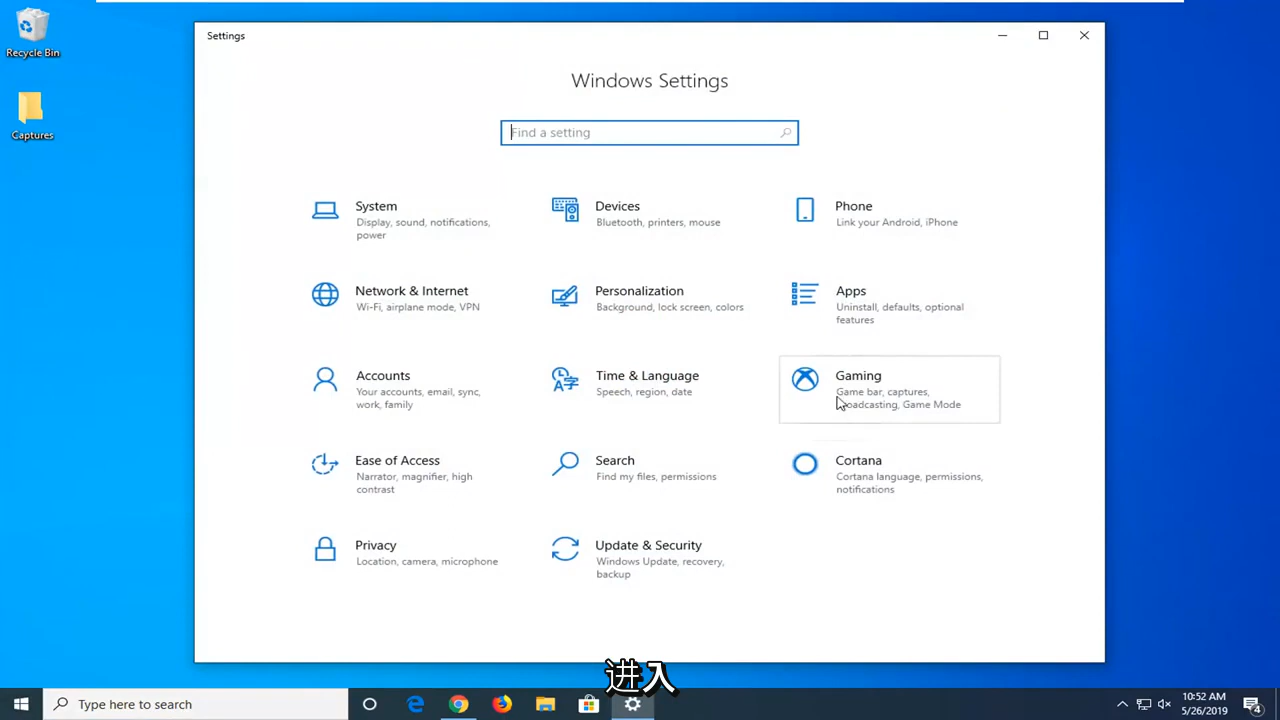 Recycle Bin
Captures
Settings
Windows Settings
Find a setting
System
Display, sound, notifications,
power
Devices
Bluetooth, printers, mouse
Phone
Link your Android, iPhone
Network & Internet
Wi-Fi, airplane mode, VPN
Personalization
Background, lock screen, colors
Apps
Uninstall, defaults, optional
features
Accounts
Your accounts, email, sync,
work, family
Time & Language
Speech, region, date
Gaming
Game bar, captures,
broadcasting, Game Mode
Ease of Access
Narrator, magnifier, high
contrast
Search
Find my files, permissions
Cortana
Cortana language, permissions,
notifications
Privacy
Location, camera, microphone
Update & Security
Windows Update, recovery,
backup
进入
Type here to search
10:52 AM
5/26/2019
4